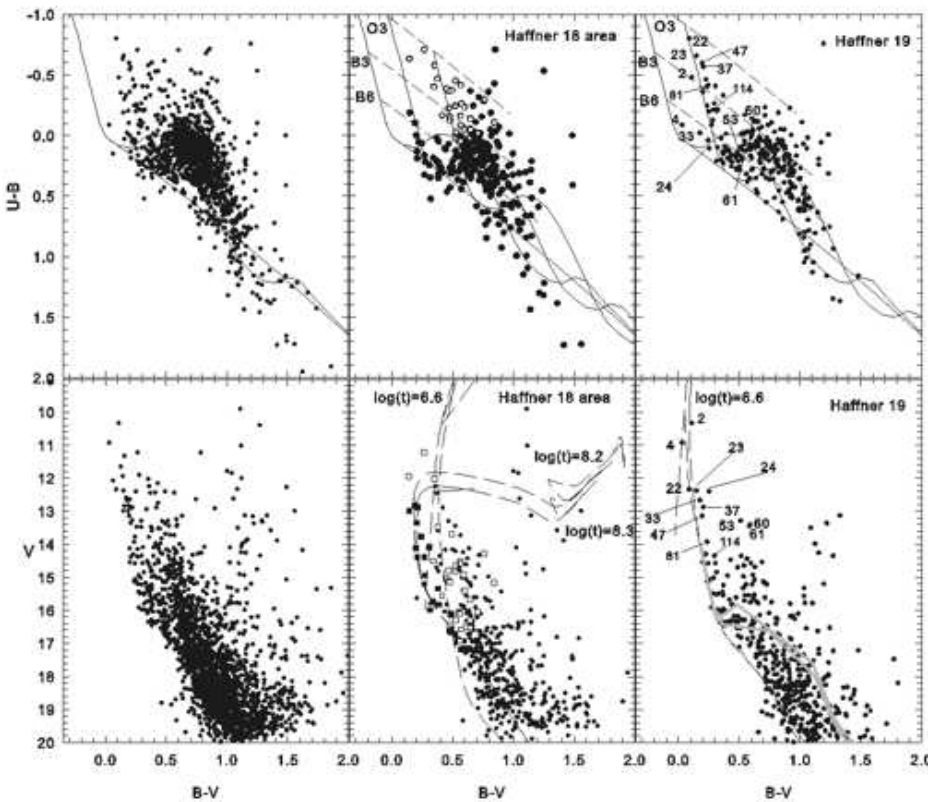 -1.0
-0.5
0.0
0.5
1.0
1.5
2.0
U-B
O3
B3
B6
Haffner 18 area
O3
B3
B6
22
23
2
81
4
33
24
47
37
114
60
53
61
Haffner 19
10
11
12
13
14
15
16
17
18
19
20
V
0.0 0.5 1.0 1.5 2.0
B-V
log(t)=6.6
Haffner 18 area
log(t)=8.2
log(t)=8.3
0.0 0.5 1.0 1.5 2.0
B-V
log(t)=6.6
Haffner 19
2
4
23
24
22
33
37
47
53
60
61
81
114
0.0 0.5 1.0 1.5 2.0
B-V